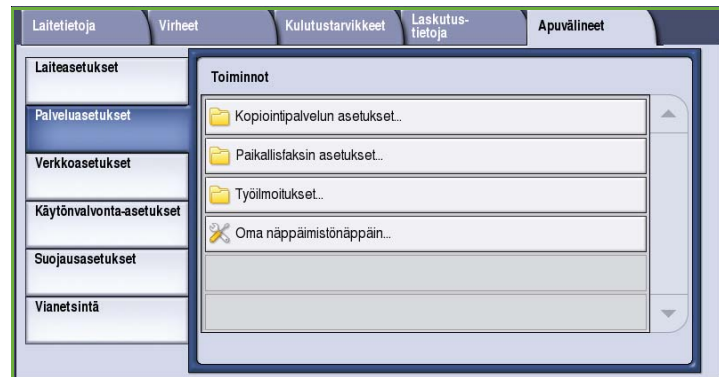 Laitetietoja
Virheet
Kulutustarvikkeet
Laskutus-
tietoja
Apuvälineet
Laiteasetukset
Palveluasetukset
Verkkoasetukset
Käytönvalvonta-asetukset
Suojausasetukset
Vianetsintä
Toiminnot
Kopiointipalvelun asetukset...
Paikallisfaksin asetukset...
Työilmoitukset...
Oma näppäimistönäppäin...